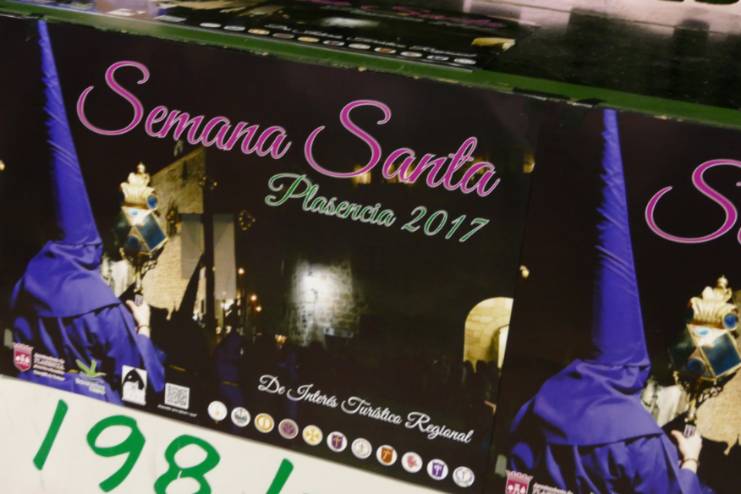 Semana Santa
Plasencia 2017
De Interés Turístico Regional
S
198